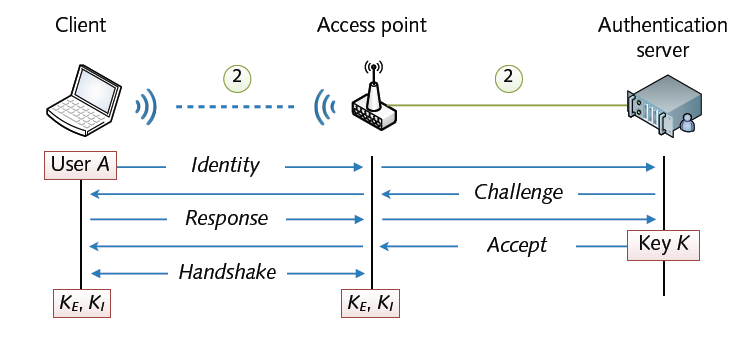 Client
Access point
Authentication
server
2
2
User A
Identity
Challenge
Response
Accept
Key K
Handshake
KE, KI
KE, KI